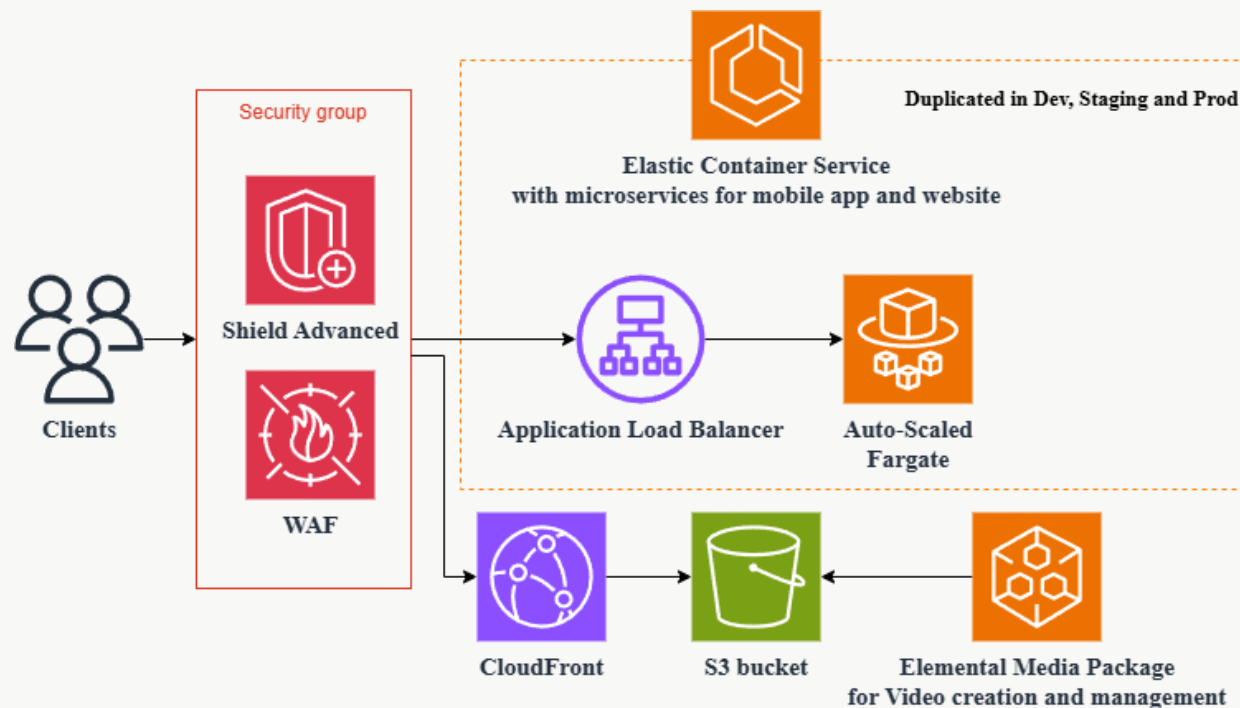 Security group
Duplicated in Dev, Staging and Prod
Elastic Container Service
with microservices for mobile app and website
Shield Advanced
Clients
Application Load Balancer
Auto-Scaled
Fargate
WAF
CloudFront
S3 bucket
Elemental Media Package
for Video creation and management